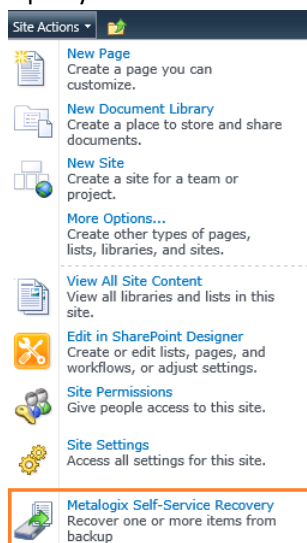 Site Actions
New Page
Create a page you can
customize.
New Document Library
Create a place to store and share
documents.
New Site
Create a site for a team or
project.
More Options...
Create other types of pages,
lists, libraries, and sites.
View All Site Content
View all libraries and lists in this
site.
Edit in SharePoint Designer
Create or edit lists, pages, and
workflows, or adjust settings.
Site Permissions
Give people access to this site.
Site Settings
Access all settings for this site.
Metalogix Self-Service Recovery
Recover one or more items from
backup